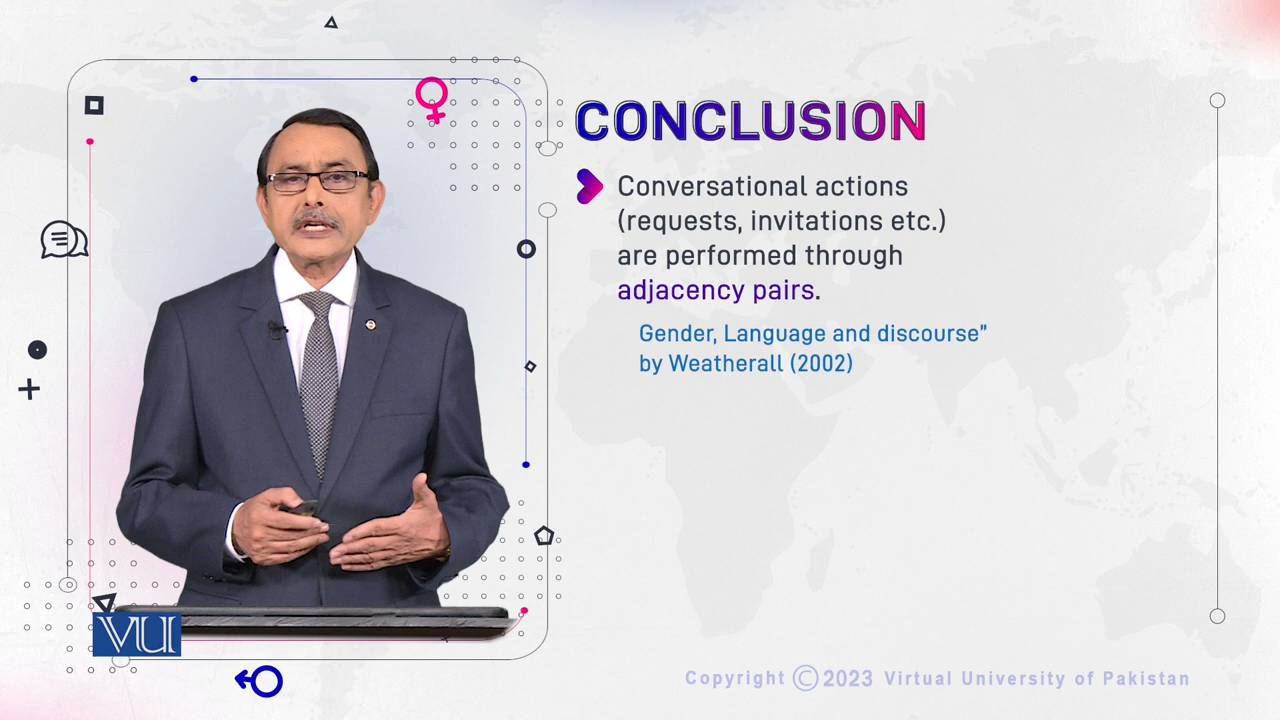 CONCLUSION
Conversational actions
(requests, invitations etc.)
are performed through
adjacency pairs.
Gender, Language and discourse”
by Weatherall (2002)
VU
Copyright ©2023 Virtual University of Pakistan